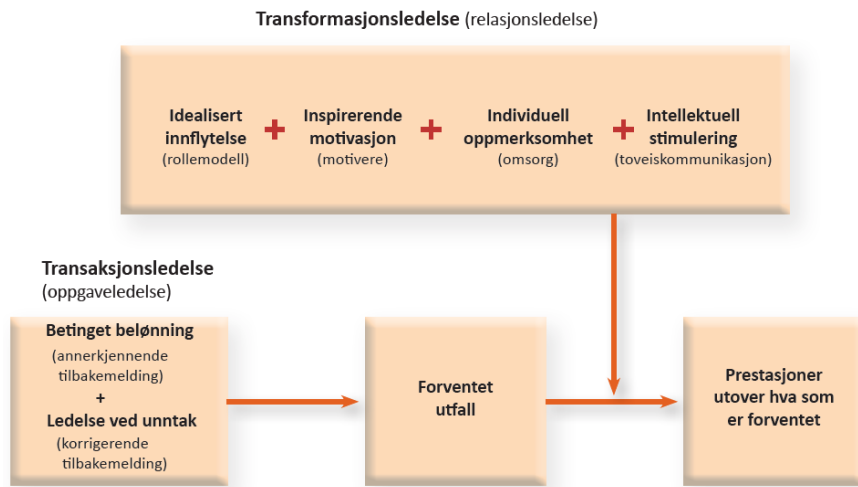 Transformasjonsledelse (relasjonsledelse)
Idealisert
innflytelse
(rollemodell)
+
Inspirerende
motivasjon
(motivere)
+
Individuell
oppmerksomhet
(omsorg)
+
Intellektuell
stimulering
(toveiskommunikasjon)
Transaksjonsledelse
(oppgaveledelse)
Betinget belønning
(annerkjennende
tilbakemelding)
+
Ledelse ved unntak
(korrigerende
tilbakemelding)
Forventet
utfall
Prestasjoner
utover hva som
er forventet